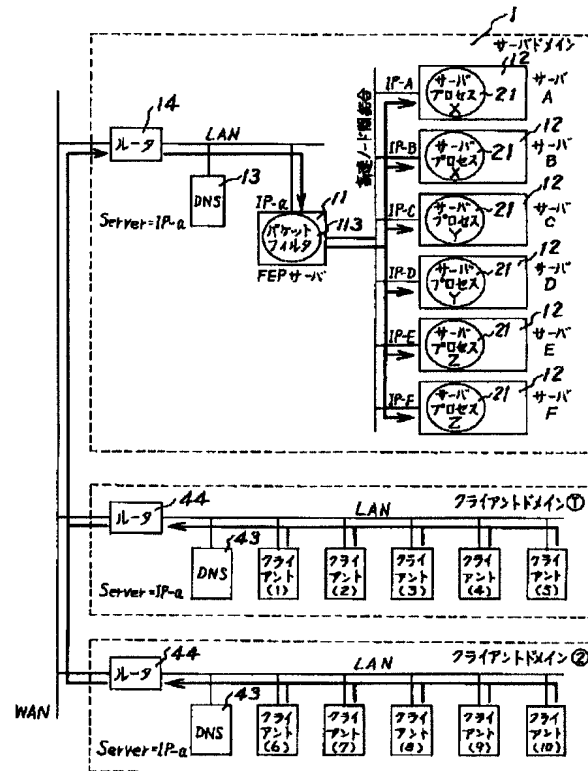 1
サーバドメイン
14
ルータ
LAN
13
DNS
Server=IP-a
IP-a
11
113
パケット
フィルタ
FEPサーバ
高速ノード間結合
IP-A
サーバ
プロセス
X
21
12
サーバ
A
IP-B
サーバ
プロセス
X
21
12
サーバ
B
IP-C
サーバ
プロセス
Y
21
12
サーバ
C
IP-D
サーバ
プロセス
Y
21
12
サーバ
D
IP-E
サーバ
プロセス
Z
21
12
サーバ
E
IP-F
サーバ
プロセス
Z
21
12
サーバ
F
44
ルータ
LAN
クライアントドメイン①
43
DNS
Server=IP-a
クライ
アント
(1)
クライ
アント
(2)
クライ
アント
(3)
クライ
アント
(4)
クライ
アント
(5)
44
ルータ
LAN
クライアントドメイン②
43
DNS
Server=IP-a
クライ
アント
(6)
クライ
アント
(7)
クライ
アント
(8)
クライ
アント
(9)
クライ
アント
(10)
WAN